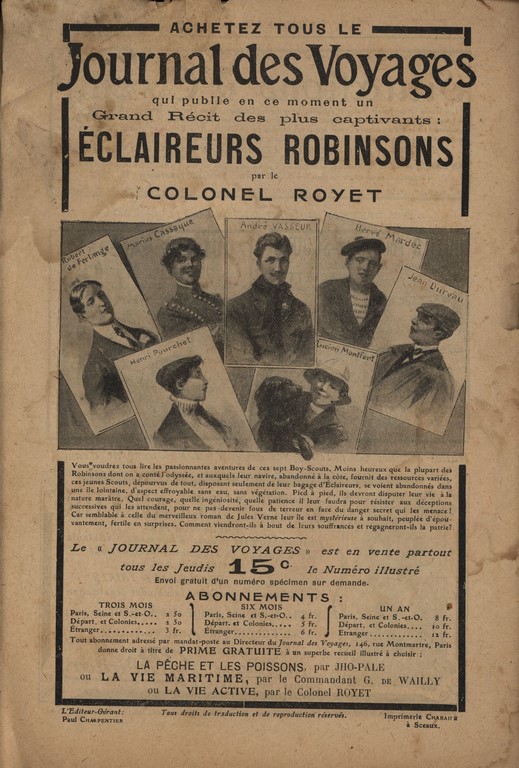 ACHETEZ TOUS LE
Journal des Voyages
qui publie en ce moment un
Grand Récit des plus captivants :
ÉCLAIREURS ROBINSONS
par le
COLONEL ROYET
Robert de Ferlange
Marius Cassoque
André VASSEUR
Hervé Mardec
Jean Dureau
Henri Pourchet
Lucien Montfort
Vous voudrez tous lire les passionnantes aventures de ces sept Boy-Scouts, Moins heureux que la plupart des
Robinsons dont on a conté l'odyssée, et auxquels leur navire, abandonné à la côte, fournit des ressources variées,
ces jeunes Scouts, dépourvus de tout, disposant seulement de leur bagage d'Eclaireurs, se voient abandonnés dans
une île lointaine, d'aspect effroyable sans eau, sans végétation. Pied à pied, ils devront disputer leur vie à la
nature marâtre. Quel courage, quelle ingéniosité, quelle patience il leur faudra pour résister aux déceptions
successives qui les attendent, pour ne pas devenir fous de terreur en face du danger secret qui les menace !
Car semblable à celle du merveilleux roman de Jules Verne leur île est mystérieuse à souhait, peuplée d'épou-
vantement, fertile en surprises. Comment viendront-ils à bout de leurs souffrances et regagneront-ils la patrie?
Le « JOURNAL DES VOYAGES » est en vente partout
tous les Jeudis 15c. le Numéro illustré
Envoi gratuit d'un numéro spécimen sur demande.
ABONNEMENTS :
TROIS MOIS
Paris, Seine et S.-et-O.. 2 50
Départ. et Colonies..... 2 50
Etranger............... 3 fr.
SIX MOIS
Paris, Seine et S.-et-O... 4 fr.
Départ. et Colonies..... 5 fr.
Etranger............... 6 fr.
UN AN
Paris, Seine et S.-et-O. 8 fr.
Départ. et Colonies.... 10 fr.
Etranger.............. 12 fr.
Tout abonnement adressé par mandat-poste au Directeur du Journal des Voyages, 146, rue Montmartre, Paris
donne droit à titre de PRIME GRATUITE à un superbe recueil illustré à choisir :
LA PÊCHE ET LES POISSONS, par JHO-PALE
ou LA VIE MARITIME, par le Commandant G. DE WAILLY
ou LA VIE ACTIVE, par le Colonel ROYET
L'Editeur-Gérant :
Paul CHARPENTIER
Tous droits de traduction et de reproduction réservés.
Imprimerie CHARAIRE
à Sceaux.